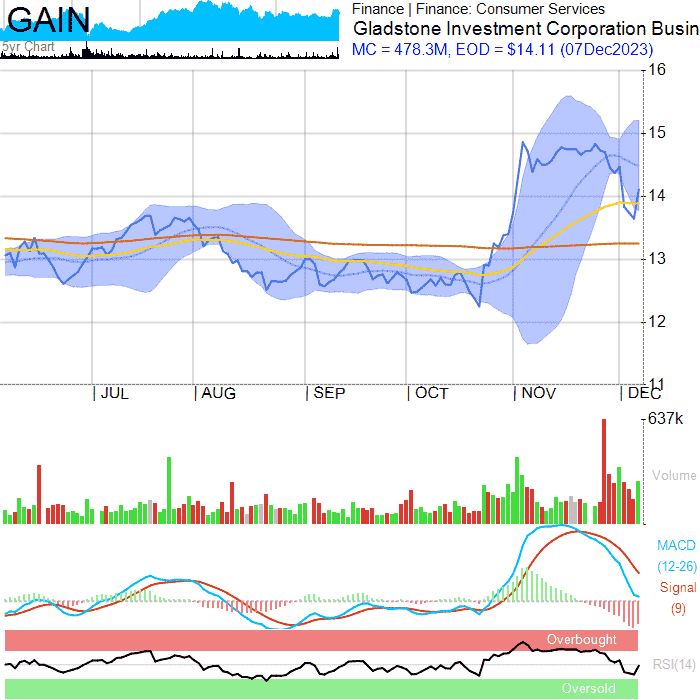 GAIN
5yr Chart
Finance | Finance: Consumer Services
Gladstone Investment Corporation Busin
MC = 478.3M, EOD = $14.11 (07Dec2023)
16
15
14
13
12
11
JUL
AUG
SEP
OCT
NOV
DEC
637k
Volume
MACD
(12-26)
Signal
(9)
Overbought
RSI(14)
Oversold